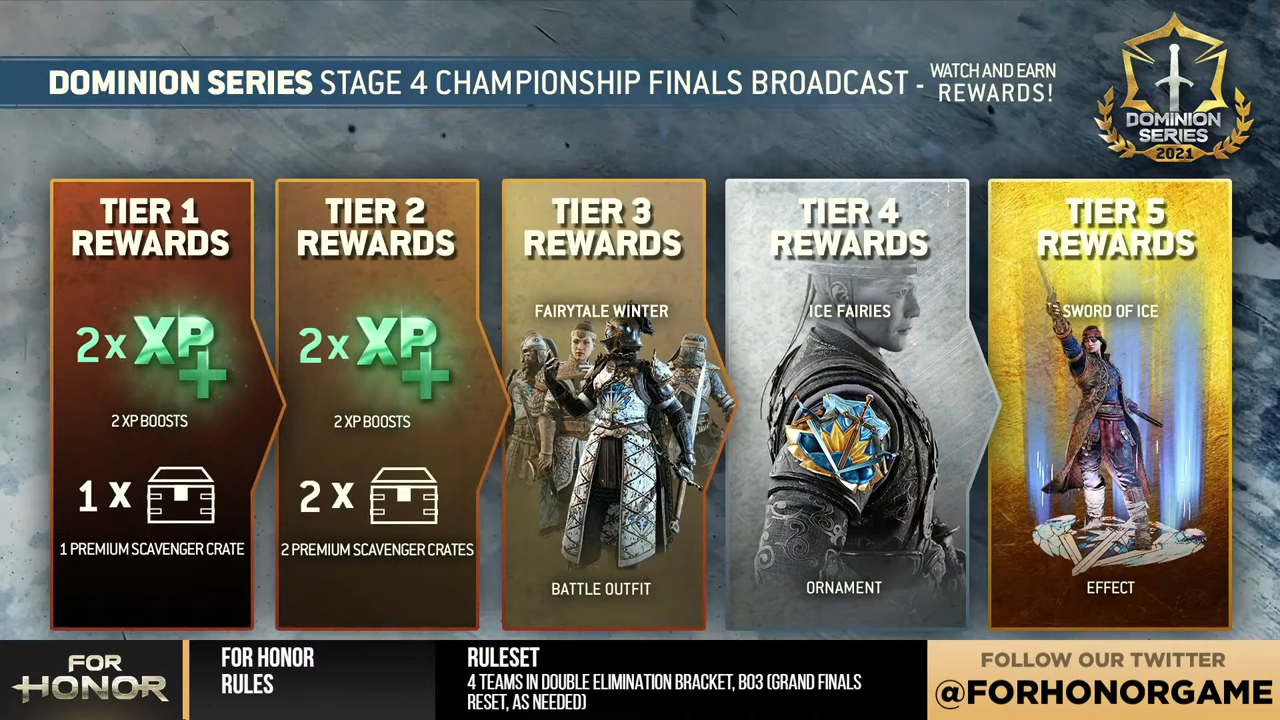 DOMINION SERIES STAGE 4 CHAMPIONSHIP FINALS BROADCAST - WATCH AND EARN
REWARDS!
DOMINION
SERIES
2021
TIER 1
REWARDS
2x XP+
2 XP BOOSTS
1 X
1 PREMIUM SCAVENGER CRATE
TIER 2
REWARDS
2x XP+
2 XP BOOSTS
2 X
2 PREMIUM SCAVENGER CRATES
TIER 3
REWARDS
FAIRYTALE WINTER
BATTLE OUTFIT
TIER 4
REWARDS
ICE FAIRIES
ORNAMENT
TIER 5
REWARDS
SWORD OF ICE
EFFECT
FOR
HONOR
FOR HONOR
RULES
RULESET
4 TEAMS IN DOUBLE ELIMINATION BRACKET, BO3 (GRAND FINALS
RESET, AS NEEDED)
FOLLOW OUR TWITTER
@FORHONORGAME